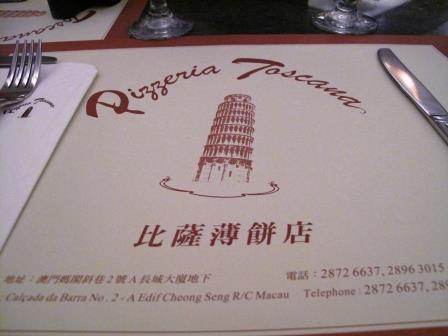 Pizzeria Toscana
比薩薄餅店
地址：澳門媽閣斜巷2號A長城大廈地下
電話：2872 6637, 2896 3015
Calçada da Barra No. 2 - A Edif Cheong Seng R/C Macau
Telephone : 2872 6637,